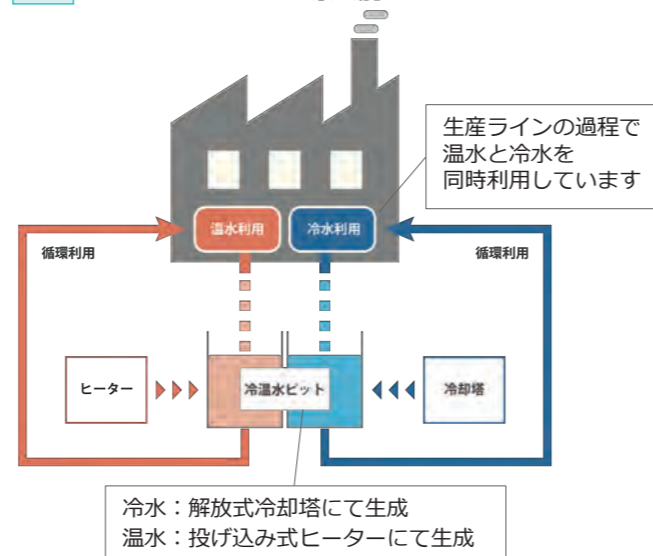 生産ラインの過程で
温水と冷水を
同時利用しています
温水利用
冷水利用
循環利用
循環利用
ヒーター
冷温水ピット
冷却塔
冷水：解放式冷却塔にて生成
温水：投げ込み式ヒーターにて生成